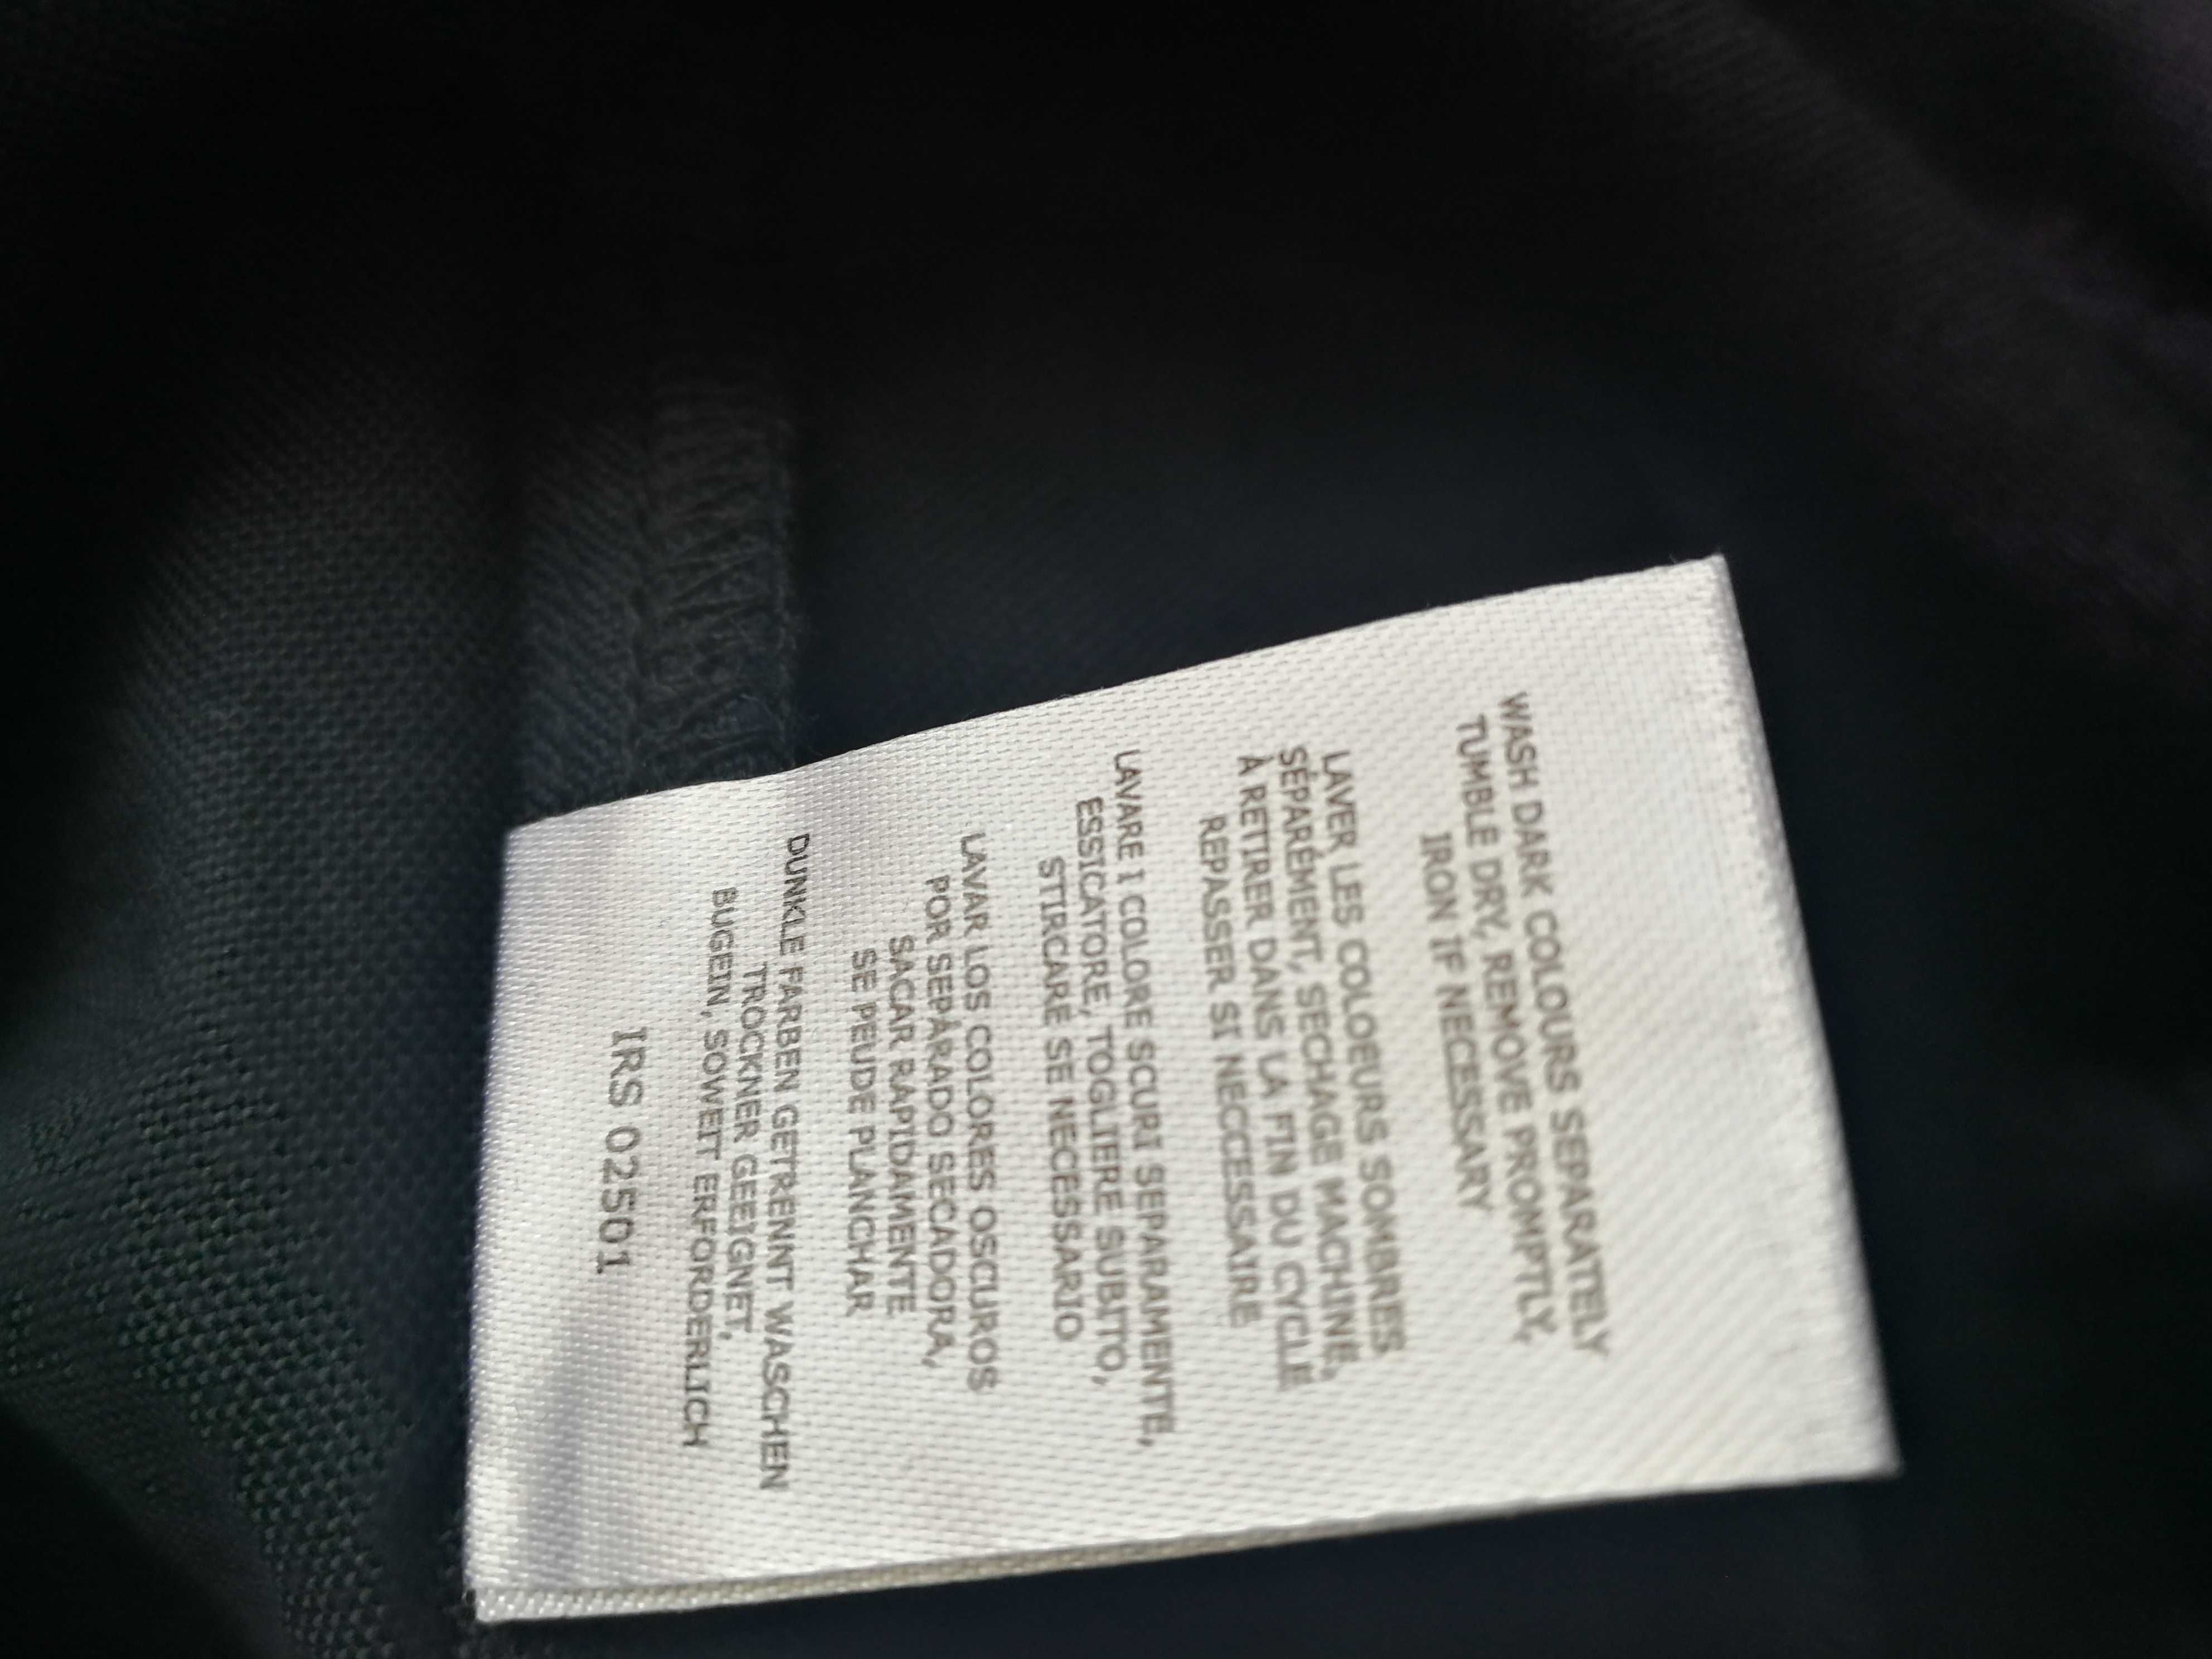 WASH DARK COLOURS SEPARATELY
TUMBLE DRY, REMOVE PROMPTLY,
IRON IF NECESSARY
LAVER LES COLOEURS SOMBRES
SÉPARÉMENT, SECHAGE MACHINE,
À RETIRER DANS LA FIN DU CYCLE
REPASSER SI NECCESSAIRE
LAVARE I COLORE SCURI SEPARAMENTE,
ESSICATORE, TOGLIERE SUBITO,
STIRCARE SE NECESSARIO
LAVAR LOS COLORES OSCUROS
POR SEPARADO SECADORA,
SACAR RAPIDAMENTE
SE PEUDE PLANCHAR
DUNKLE FARBEN GETRENNT WASCHEN
TROCKNER GEEIGNET,
BUGEIN, SOWEIT ERFORDERLICH
IRS 02501